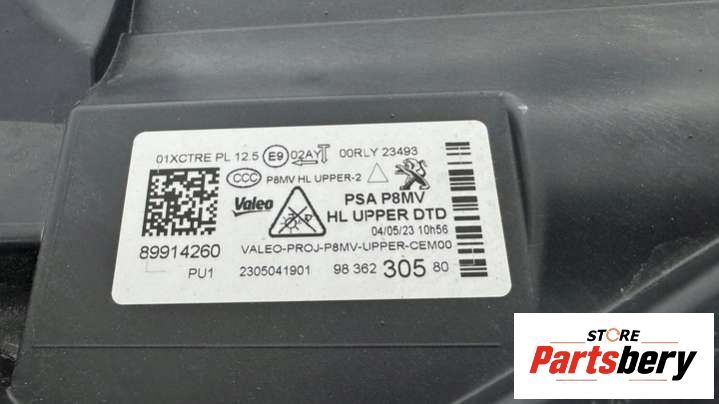 01XCTRE PL 12.5 E9 02AYT 00RLY 23493
CCC P8MV HL UPPER-2
Valeo
PSA P8MV
HL UPPER DTD
04/05/23 10h56
89914260 VALEO-PROJ-P8MV-UPPER-CEM00
PU1 2305041901 98 362 305 80
STORE
Partsbery